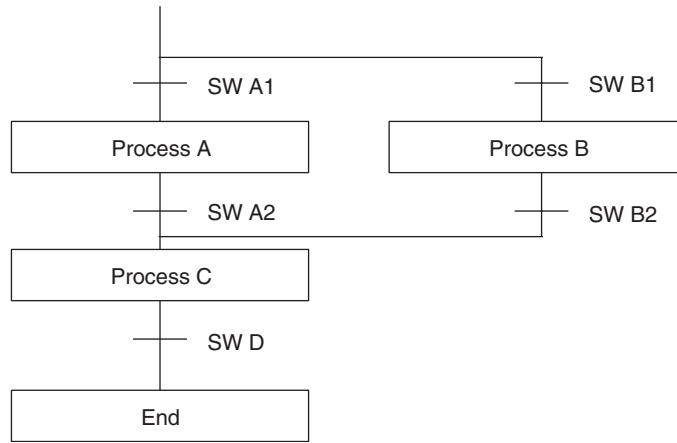 SW A1
SW B1
Process A
Process B
SW A2
SW B2
Process C
SW D
End